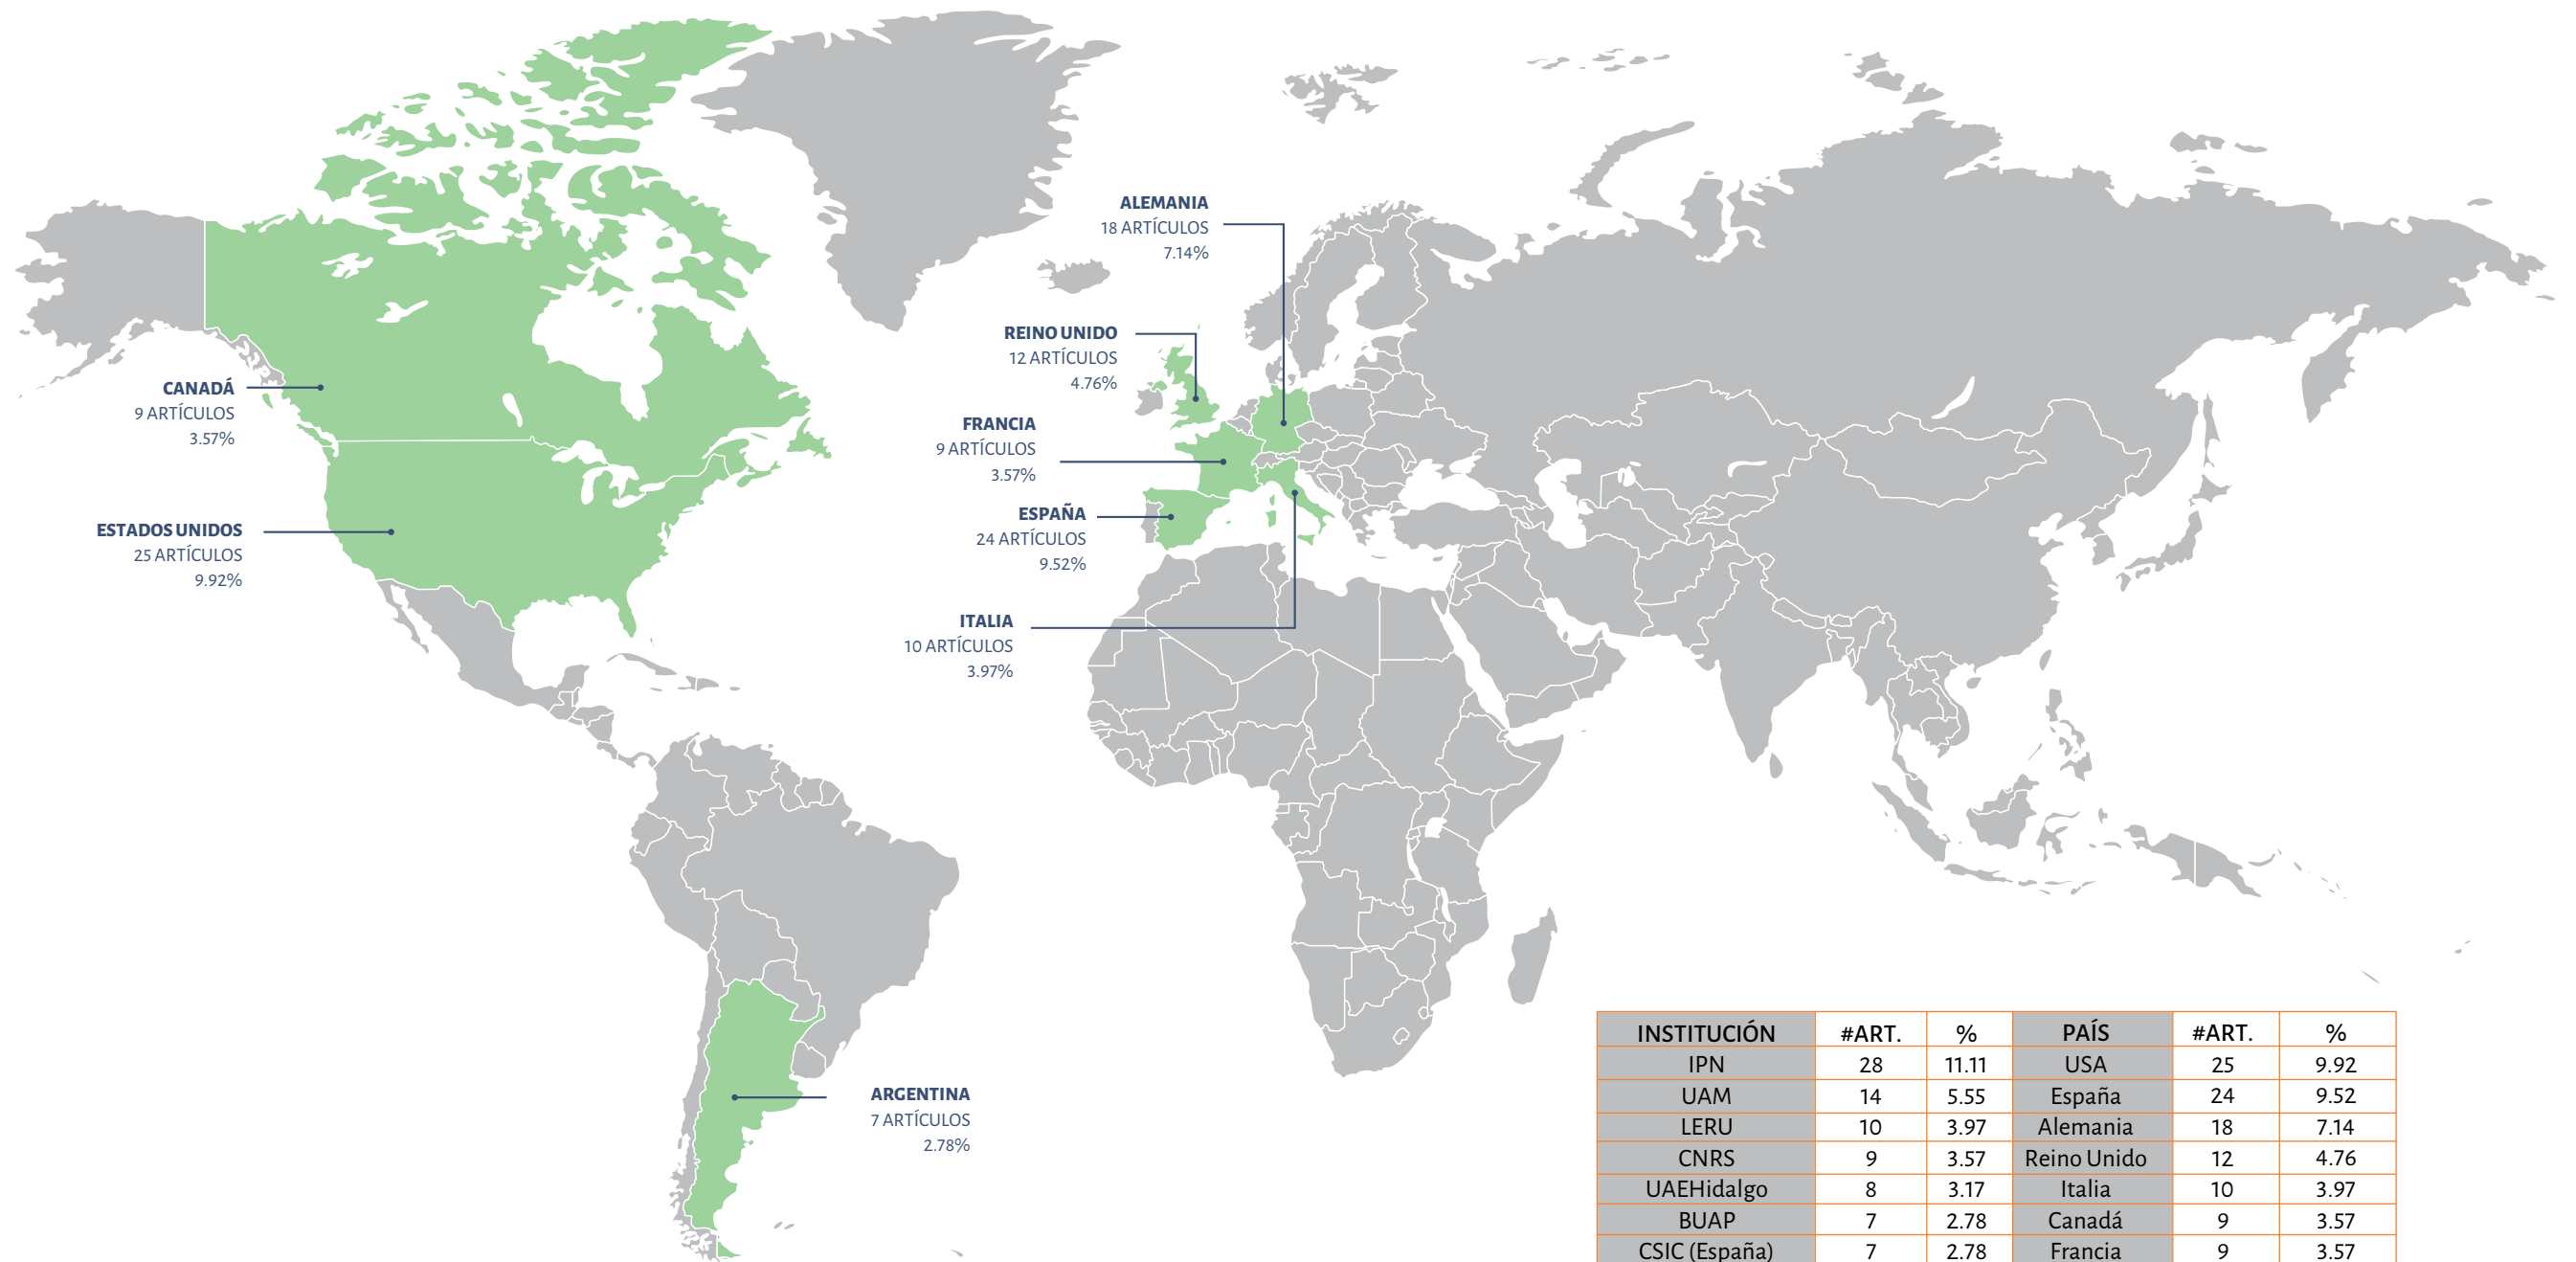 ALEMANIA
18 ARTÍCULOS
7.14%
REINO UNIDO
12 ARTÍCULOS
4.76%
CANADÁ
9 ARTÍCULOS
3.57%
FRANCIA
9 ARTÍCULOS
3.57%
ESTADOS UNIDOS
25 ARTÍCULOS
9.92%
ESPAÑA
24 ARTÍCULOS
9.52%
ITALIA
10 ARTÍCULOS
3.97%
ARGENTINA
7 ARTÍCULOS
2.78%
INSTITUCIÓN #ART. % PAÍS #ART. %
IPN 28 11.11 USA 25 9.92
UAM 14 5.55 España 24 9.52
LERU 10 3.97 Alemania 18 7.14
CNRS 9 3.57 Reino Unido 12 4.76
UAEHidalgo 8 3.17 Italia 10 3.97
BUAP 7 2.78 Canadá 9 3.57
CSIC (España) 7 2.78 Francia 9 3.57